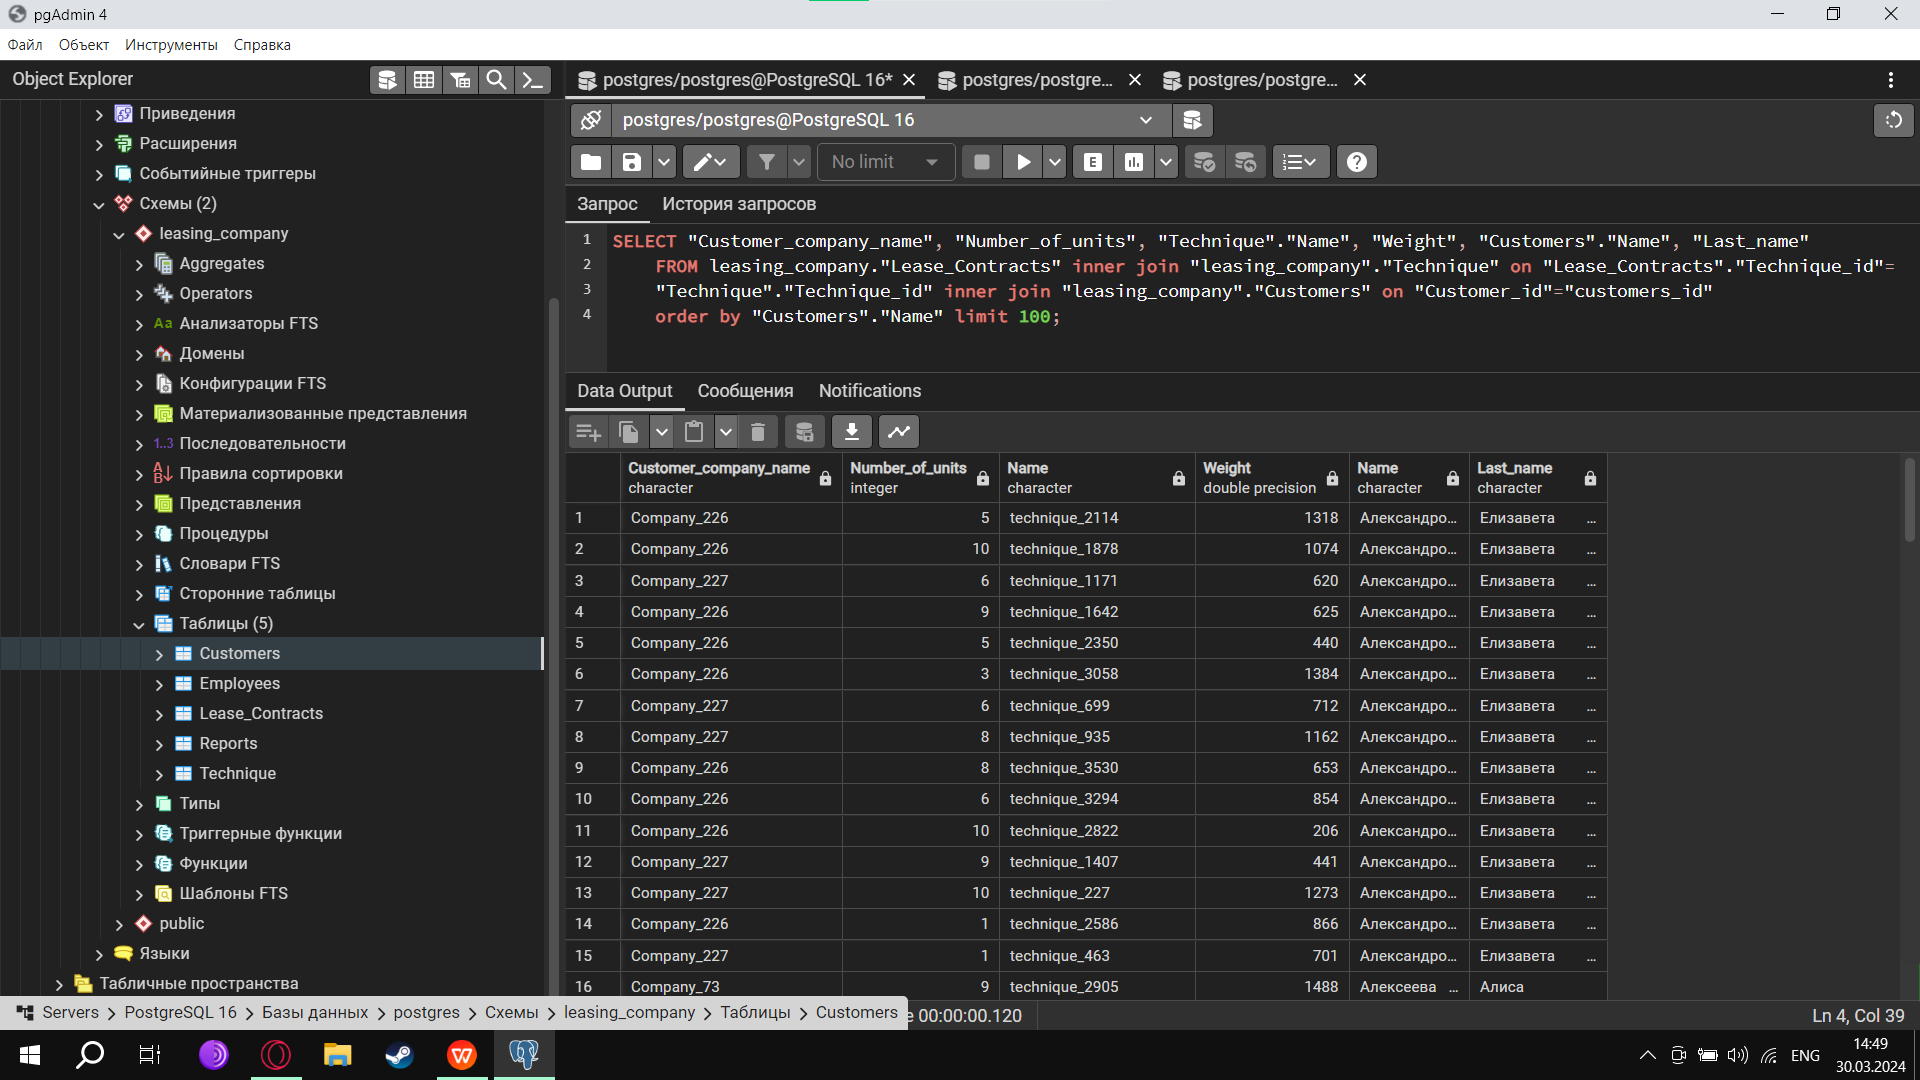 pgAdmin 4
Файл Объект Инструменты Справка
Object Explorer
Приведения
Расширения
Событийные триггеры
Схемы (2)
leasing_company
Aggregates
Operators
Анализаторы FTS
Домены
Конфигурации FTS
Материализованные представления
1..3 Последовательности
Правила сортировки
Представления
Процедуры
Словари FTS
Сторонние таблицы
Таблицы (5)
Customers
Employees
Lease_Contracts
Reports
Technique
Типы
Триггерные функции
Функции
Шаблоны FTS
public
Языки
Табличные пространства
postgres/postgres@PostgreSQL 16* postgres/postgre... postgres/postgre...
postgres/postgres@PostgreSQL 16
No limit E
Запрос История запросов
1 SELECT "Customer_company_name", "Number_of_units", "Technique"."Name", "Weight", "Customers"."Name", "Last_name"
2 FROM leasing_company."Lease_Contracts" inner join "leasing_company"."Technique" on "Lease_Contracts"."Technique_id"=
3 "Technique"."Technique_id" inner join "leasing_company"."Customers" on "Customer_id"="customers_id"
4 order by "Customers"."Name" limit 100;
Data Output Сообщения Notifications
Customer_company_name Number_of_units Name Weight Name Last_name
character integer character double precision character character
1 Company_226 5 technique_2114 1318 Александро... Елизавета ...
2 Company_226 10 technique_1878 1074 Александро... Елизавета ...
3 Company_227 6 technique_1171 620 Александро... Елизавета ...
4 Company_226 9 technique_1642 625 Александро... Елизавета ...
5 Company_226 5 technique_2350 440 Александро... Елизавета ...
6 Company_226 3 technique_3058 1384 Александро... Елизавета ...
7 Company_227 6 technique_699 712 Александро... Елизавета ...
8 Company_227 8 technique_935 1162 Александро... Елизавета ...
9 Company_226 8 technique_3530 653 Александро... Елизавета ...
10 Company_226 6 technique_3294 854 Александро... Елизавета ...
11 Company_226 10 technique_2822 206 Александро... Елизавета ...
12 Company_227 9 technique_1407 441 Александро... Елизавета ...
13 Company_227 10 technique_227 1273 Александро... Елизавета ...
14 Company_226 1 technique_2586 866 Александро... Елизавета ...
15 Company_227 1 technique_463 701 Александро... Елизавета ...
16 Company_73 9 technique_2905 1488 Алексеева ... Алиса
Servers > PostgreSQL 16 > Базы данных > postgres > Схемы > leasing_company > Таблицы > Customers
e 00:00:00.120 Ln 4, Col 39
ENG
14:49
30.03.2024